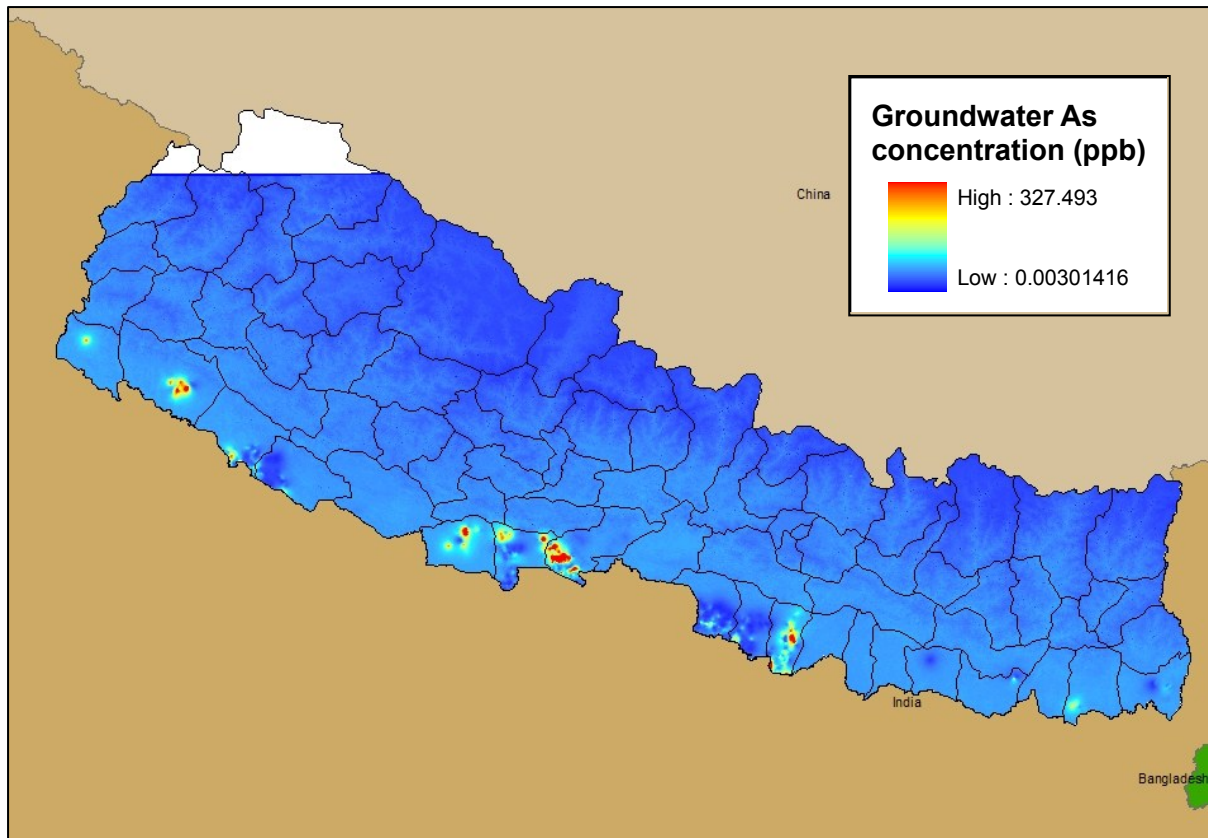 Groundwater As
concentration (ppb)
High : 327.493
Low : 0.00301416
China
India
Bangladesh